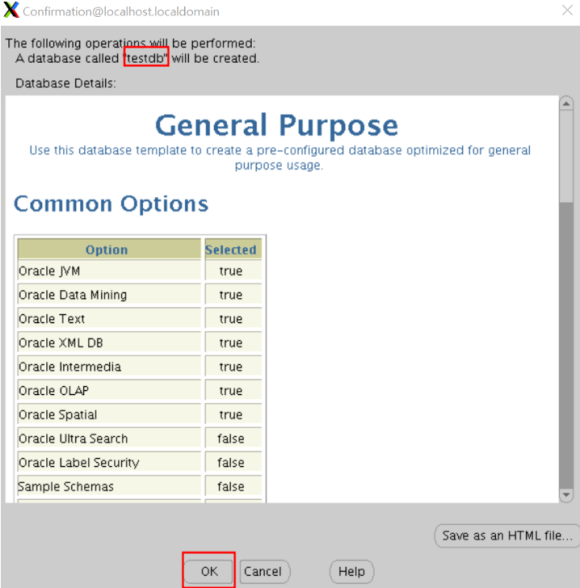 Confirmation@localhost.localdomain
The following operations will be performed:
A database called "testdb" will be created.
Database Details:
General Purpose
Use this database template to create a pre-configured database optimized for general
purpose usage.
Common Options
Option Selected
Oracle JVM true
Oracle Data Mining true
Oracle Text true
Oracle XML DB true
Oracle Intermedia true
Oracle OLAP true
Oracle Spatial true
Oracle Ultra Search false
Oracle Label Security false
Sample Schemas false
Save as an HTML file...
OK Cancel Help